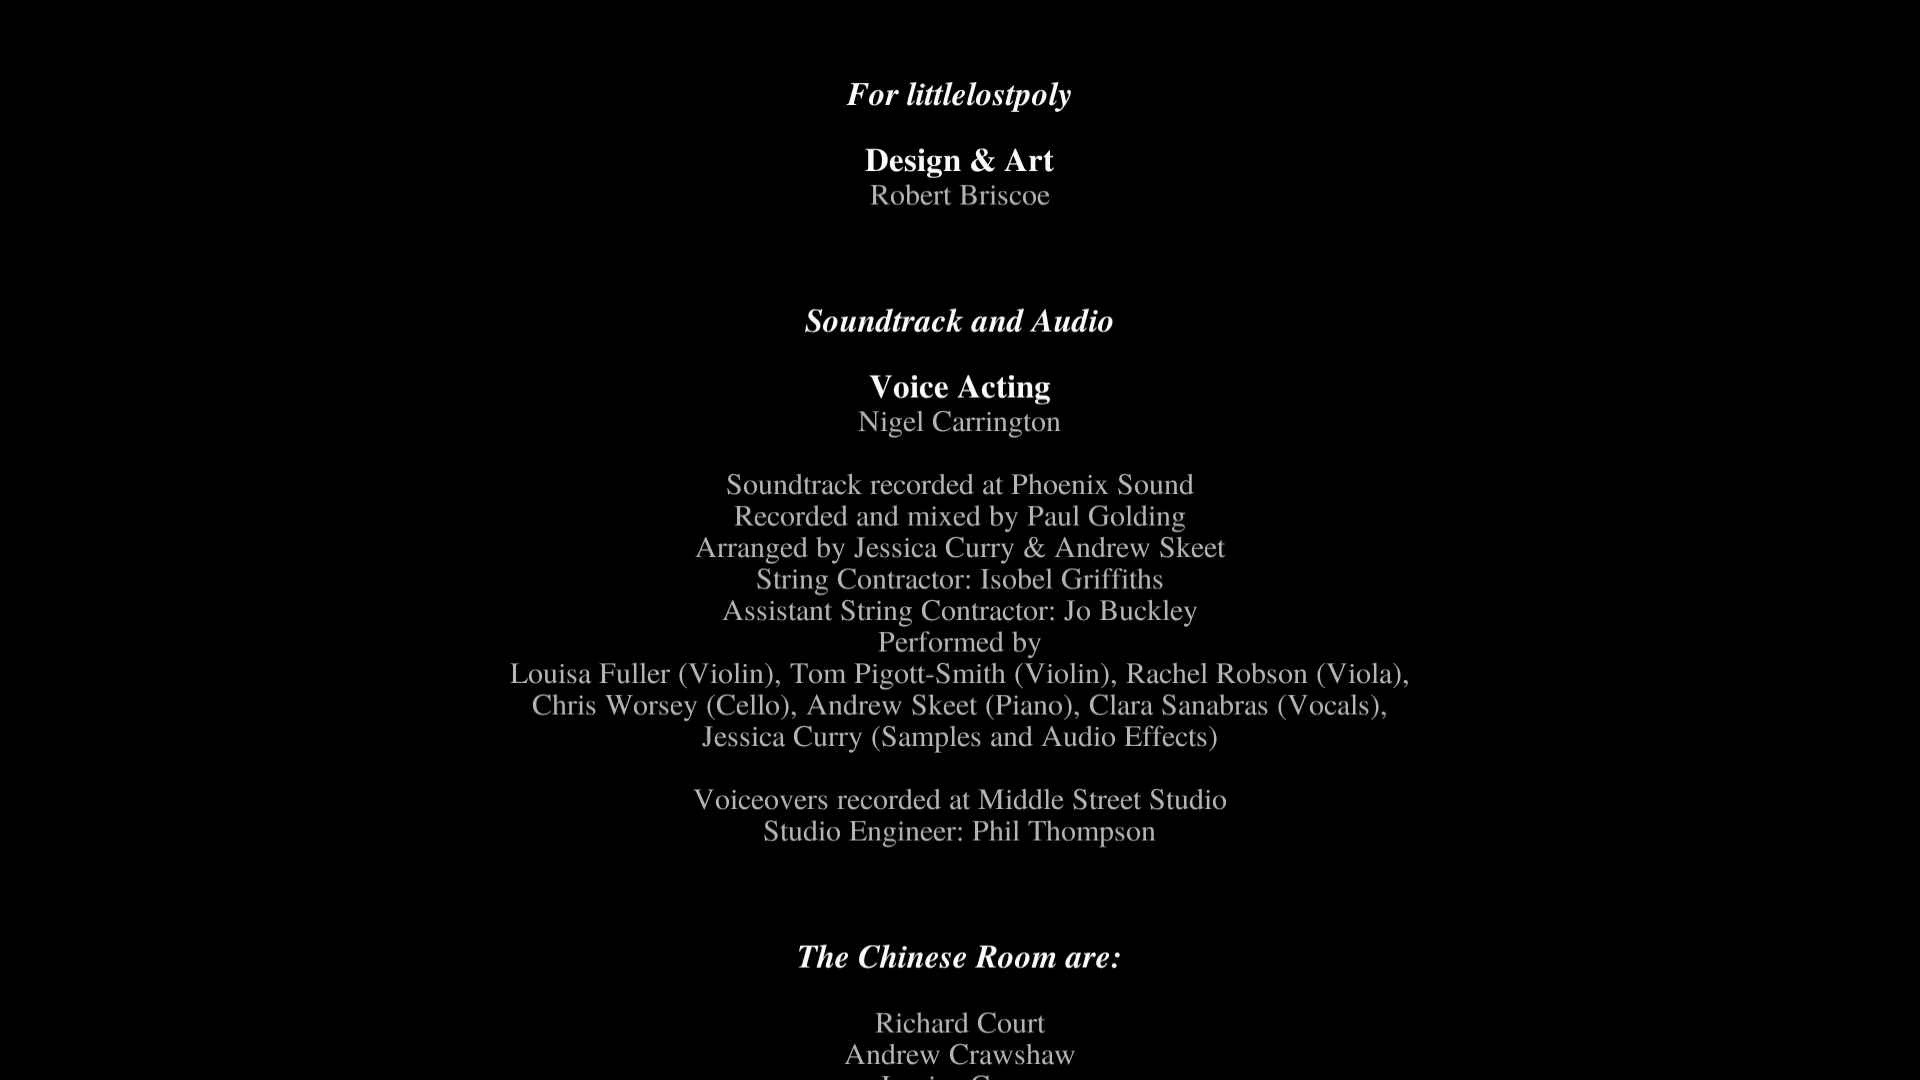 For littlelostpoly
Design & Art
Robert Briscoe
Soundtrack and Audio
Voice Acting
Nigel Carrington
Soundtrack recorded at Phoenix Sound
Recorded and mixed by Paul Golding
Arranged by Jessica Curry & Andrew Skeet
String Contractor: Isobel Griffiths
Assistant String Contractor: Jo Buckley
Performed by
Louisa Fuller (Violin), Tom Pigott-Smith (Violin), Rachel Robson (Viola),
Chris Worsey (Cello), Andrew Skeet (Piano), Clara Sanabras (Vocals),
Jessica Curry (Samples and Audio Effects)
Voiceovers recorded at Middle Street Studio
Studio Engineer: Phil Thompson
The Chinese Room are:
Richard Court
Andrew Crawshaw